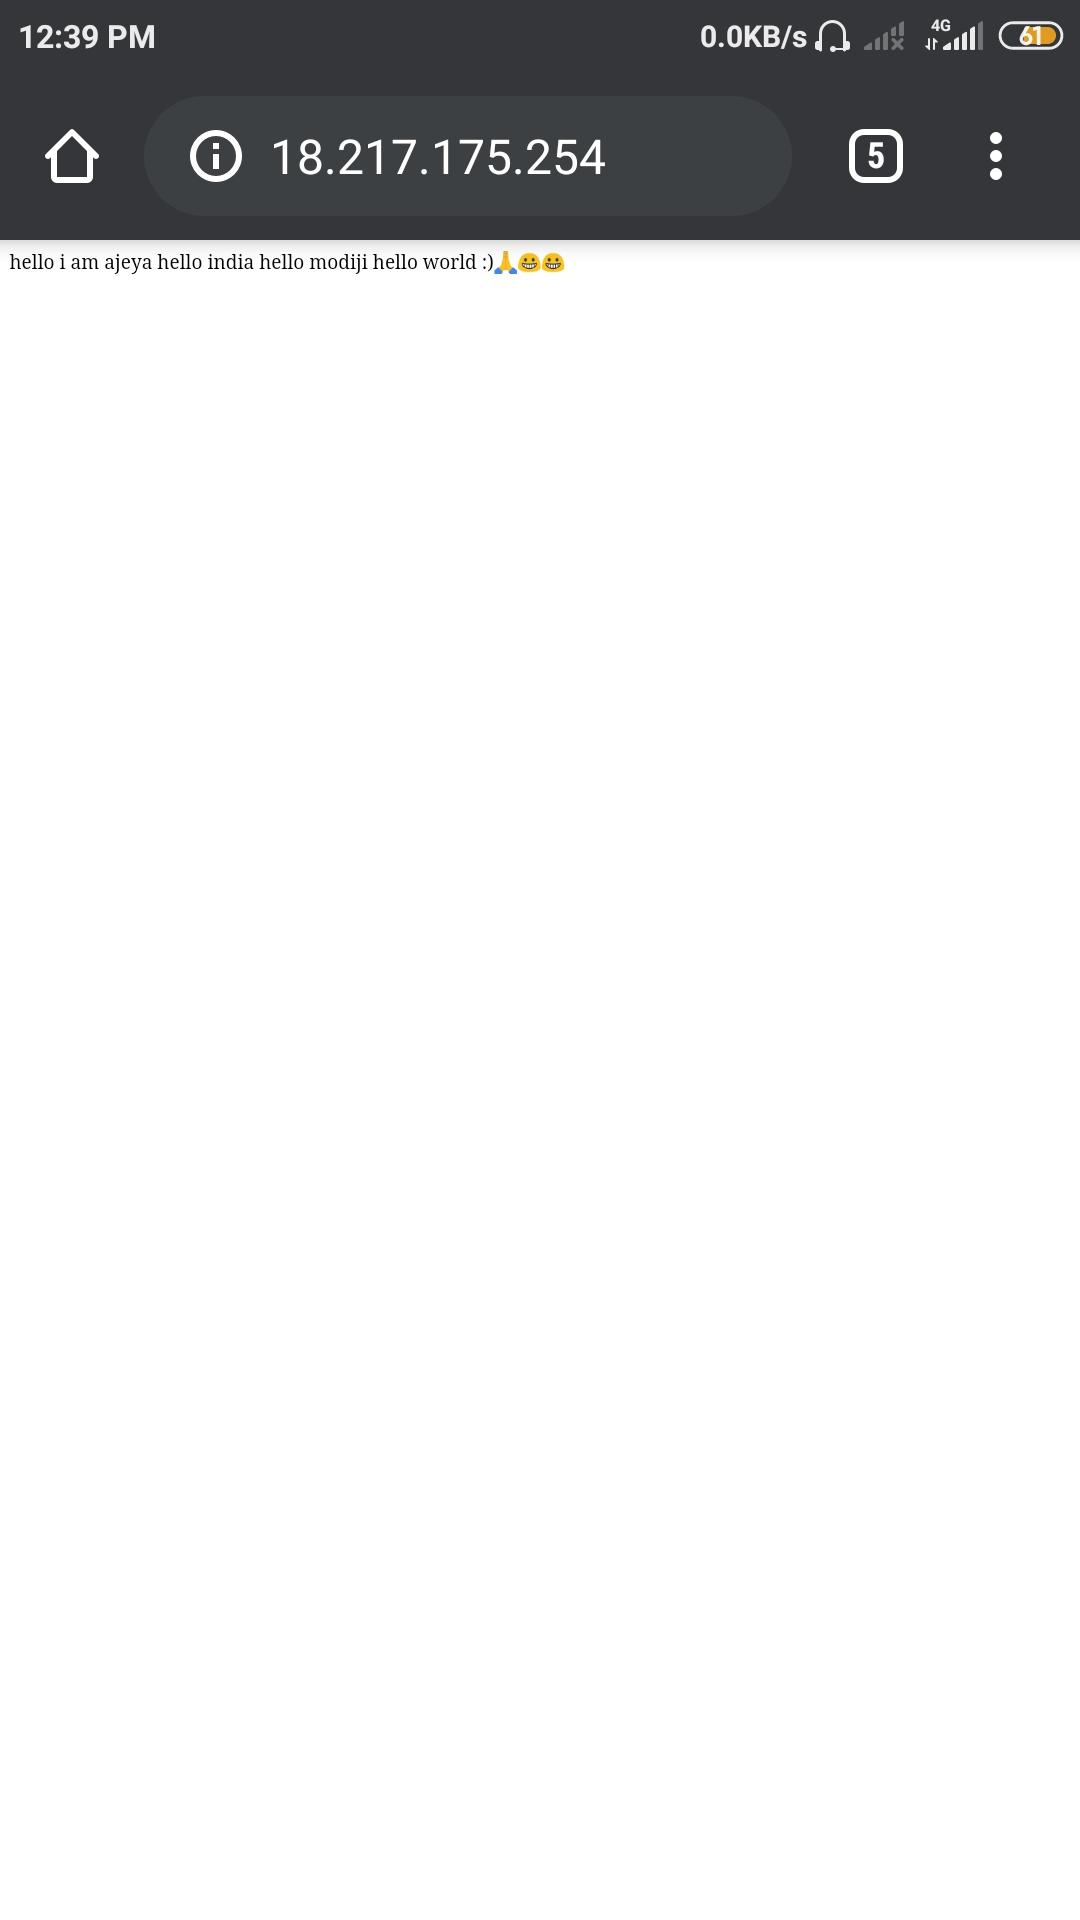 12:39 PM 0.0KB/s 4G 61
18.217.175.254 5
hello i am ajeya hello india hello modiji hello world :)🙏😀😀